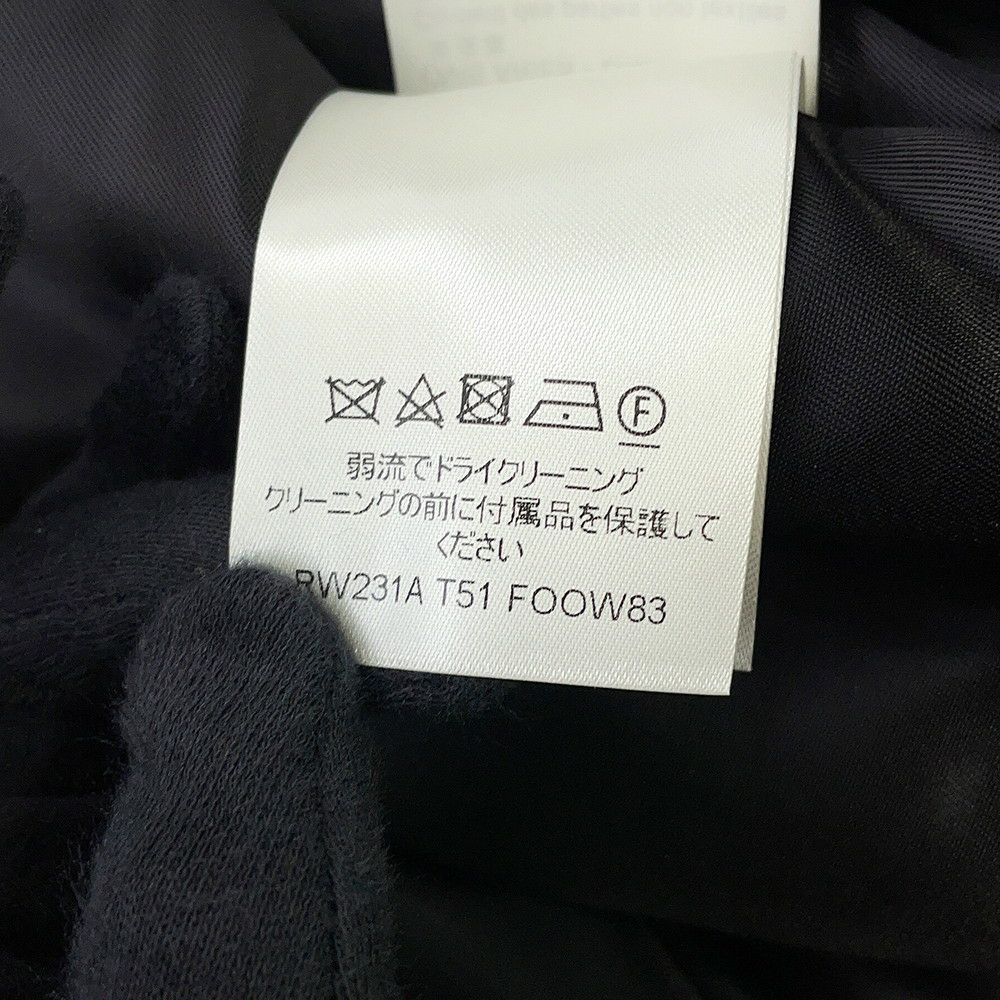 F
弱流でドライクリーニング
クリーニングの前に付属品を保護して
ください
RW231A T51 FOOW83